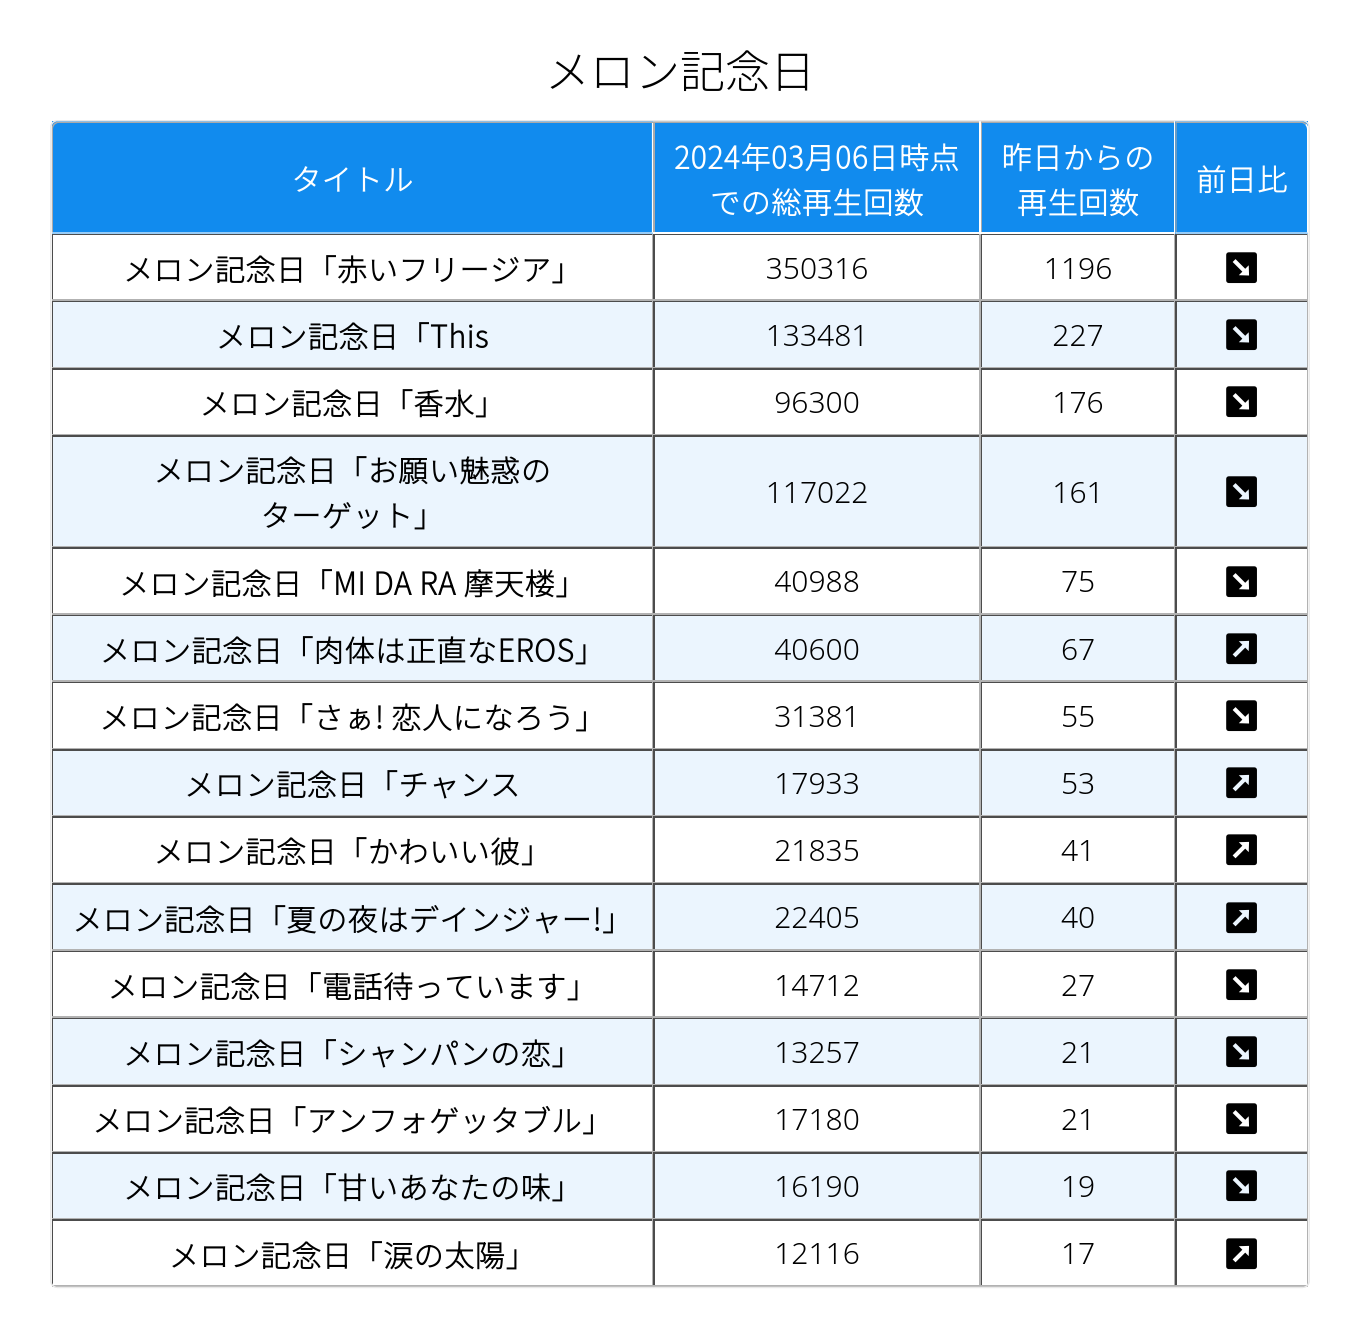 メロン記念日
タイトル 2024年03月06日時点 昨日からの 前日比
での総再生回数 再生回数
メロン記念日「赤いフリージア」 350316 1196
メロン記念日「This 133481 227
メロン記念日「香水」 96300 176
メロン記念日「お願い魅惑の
ターゲット」 117022 161
メロン記念日「MI DA RA 摩天楼」 40988 75
メロン記念日「肉体は正直なEROS」 40600 67
メロン記念日「さぁ! 恋人になろう」 31381 55
メロン記念日「チャンス 17933 53
メロン記念日「かわいい彼」 21835 41
メロン記念日「夏の夜はデインジャー!」 22405 40
メロン記念日「電話待っています」 14712 27
メロン記念日「シャンパンの恋」 13257 21
メロン記念日「アンフォゲッタブル」 17180 21
メロン記念日「甘いあなたの味」 16190 19
メロン記念日「涙の太陽」 12116 17